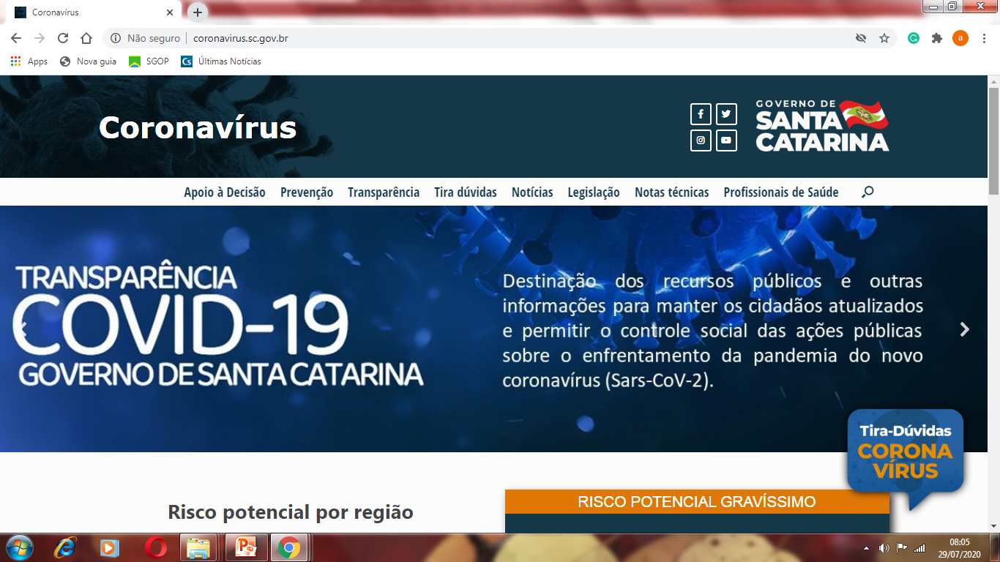 Coronavírus
Não seguro
coronavirus.sc.gov.br
a
Apps
Nova guia
SGOP
Cs
Últimas Notícias
Coronavírus
GOVERNO DE
SANTA
CATARINA
Apoio à Decisão
Prevenção
Transparência
Tira dúvidas
Notícias
Legislação
Notas técnicas
Profissionais de Saúde
TRANSPARÊNCIA
COVID-19
GOVERNO DE SANTA CATARINA
Destinação dos recursos públicos e outras
informações para manter os cidadãos atualizados
e permitir o controle social das ações públicas
sobre o enfrentamento da pandemia do novo
coronavírus (Sars-CoV-2).
Tira-Dúvidas
CORONA
VÍRUS
Risco potencial por região
RISCO POTENCIAL GRAVÍSSIMO
08:05
29/07/2020